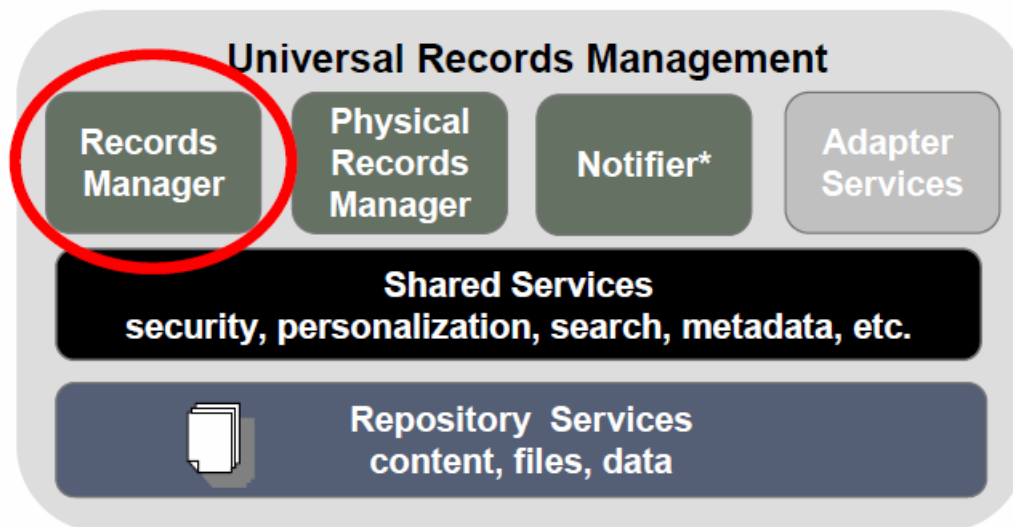 Universal Records Management
Records
Manager
Physical
Records
Manager
Notifier*
Adapter
Services
Shared Services
security, personalization, search, metadata, etc.
Repository Services
content, files, data